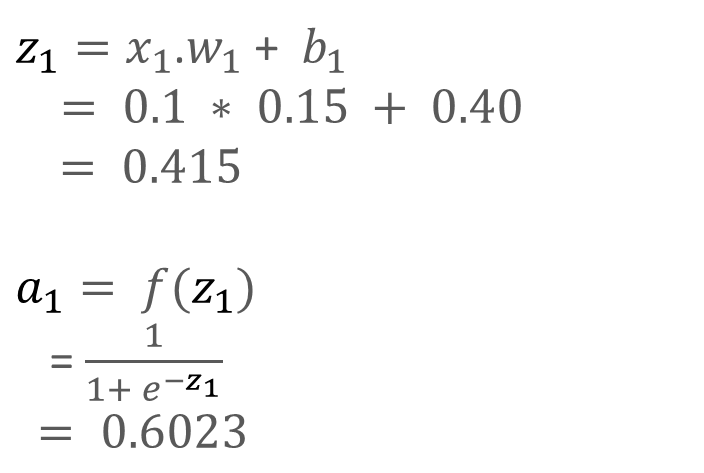 z₁ = x₁.w₁ + b₁
= 0.1 * 0.15 + 0.40
= 0.415
a₁ = f(z₁)
= 1 / 1+ e^−z₁
= 0.6023